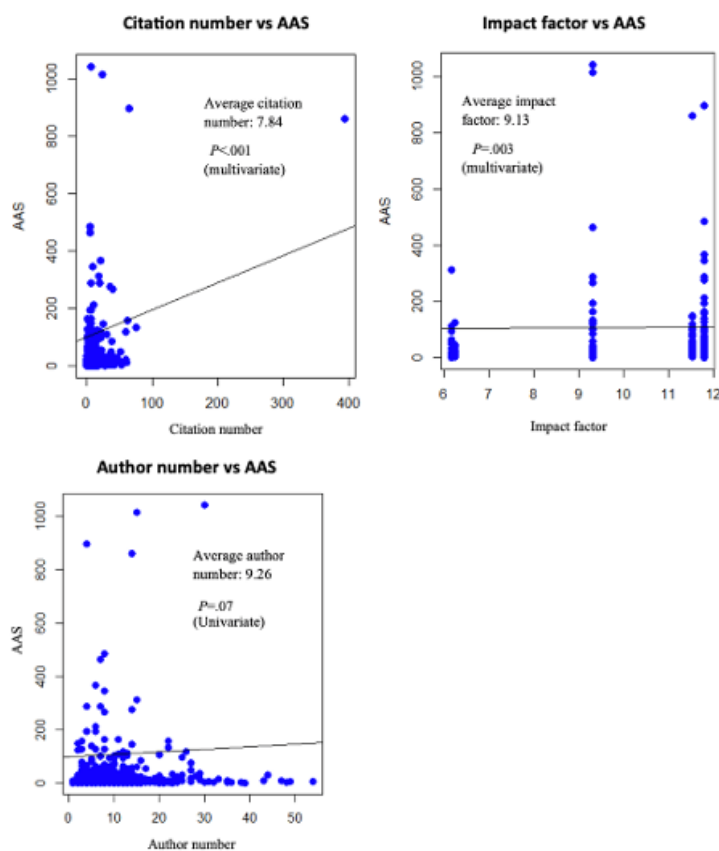 Citation number vs AAS
1000
800
600
400
200
0
AAS
Average citation
number: 7.84
P<.001
(multivariate)
0 100 200 300 400
Citation number
Impact factor vs AAS
1000
800
600
400
200
0
AAS
Average impact
factor: 9.13
P=.003
(multivariate)
6 7 8 9 10 11 12
Impact factor
Author number vs AAS
1000
800
600
400
200
0
AAS
Average author
number: 9.26
P=.07
(Univariate)
0 10 20 30 40 50
Author number